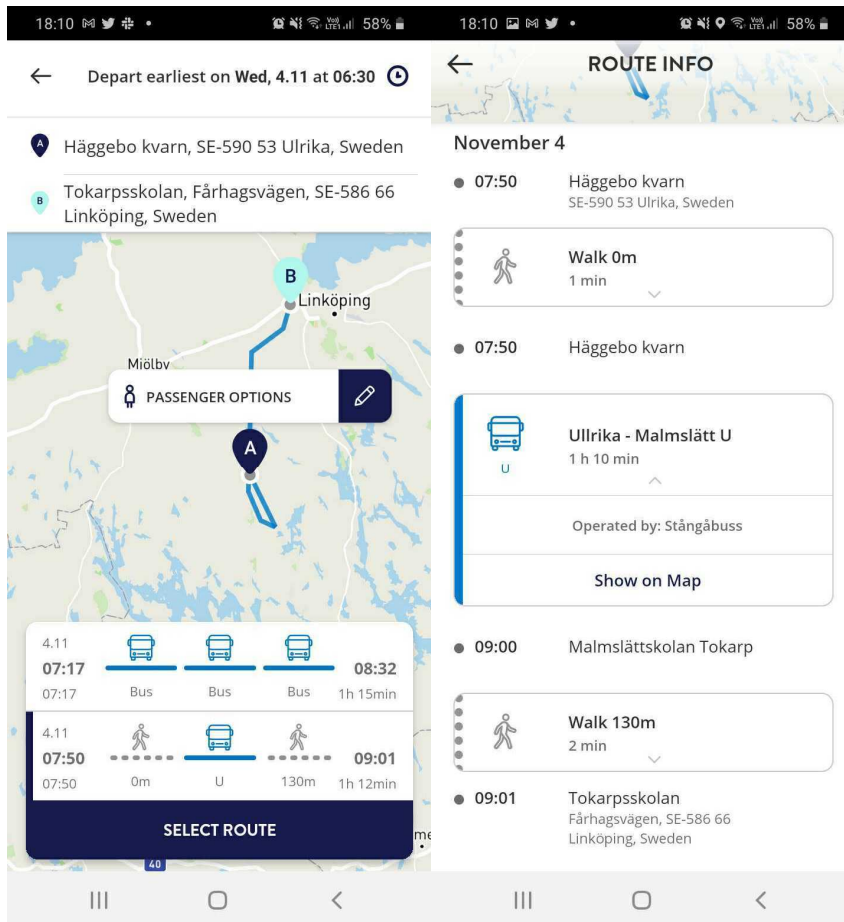 18:10
58%
Depart earliest on Wed, 4.11 at 06:30
A
Häggebo kvarn, SE-590 53 Ulrika, Sweden
B
Tokarpsskolan, Fårhagsvägen, SE-586 66
Linköping, Sweden
B
Linköping
Mjölby
PASSENGER OPTIONS
A
4.11
07:17
08:32
07:17
Bus
Bus
Bus
1h 15min
4.11
07:50
09:01
07:50
0m
U
130m
1h 12min
SELECT ROUTE
me
40
18:10
58%
ROUTE INFO
November 4
07:50
Häggebo kvarn
SE-590 53 Ulrika, Sweden
Walk 0m
1 min
07:50
Häggebo kvarn
Ullrika - Malmslätt U
1 h 10 min
U
Operated by: Stångåbuss
Show on Map
09:00
Malmslättskolan Tokarp
Walk 130m
2 min
09:01
Tokarpsskolan
Fårhagsvägen, SE-586 66
Linköping, Sweden